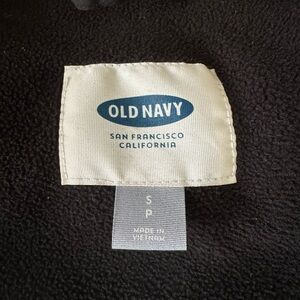 OLD NAVY
SAN FRANCISCO
CALIFORNIA
S
P
MADE IN
VIETNAM